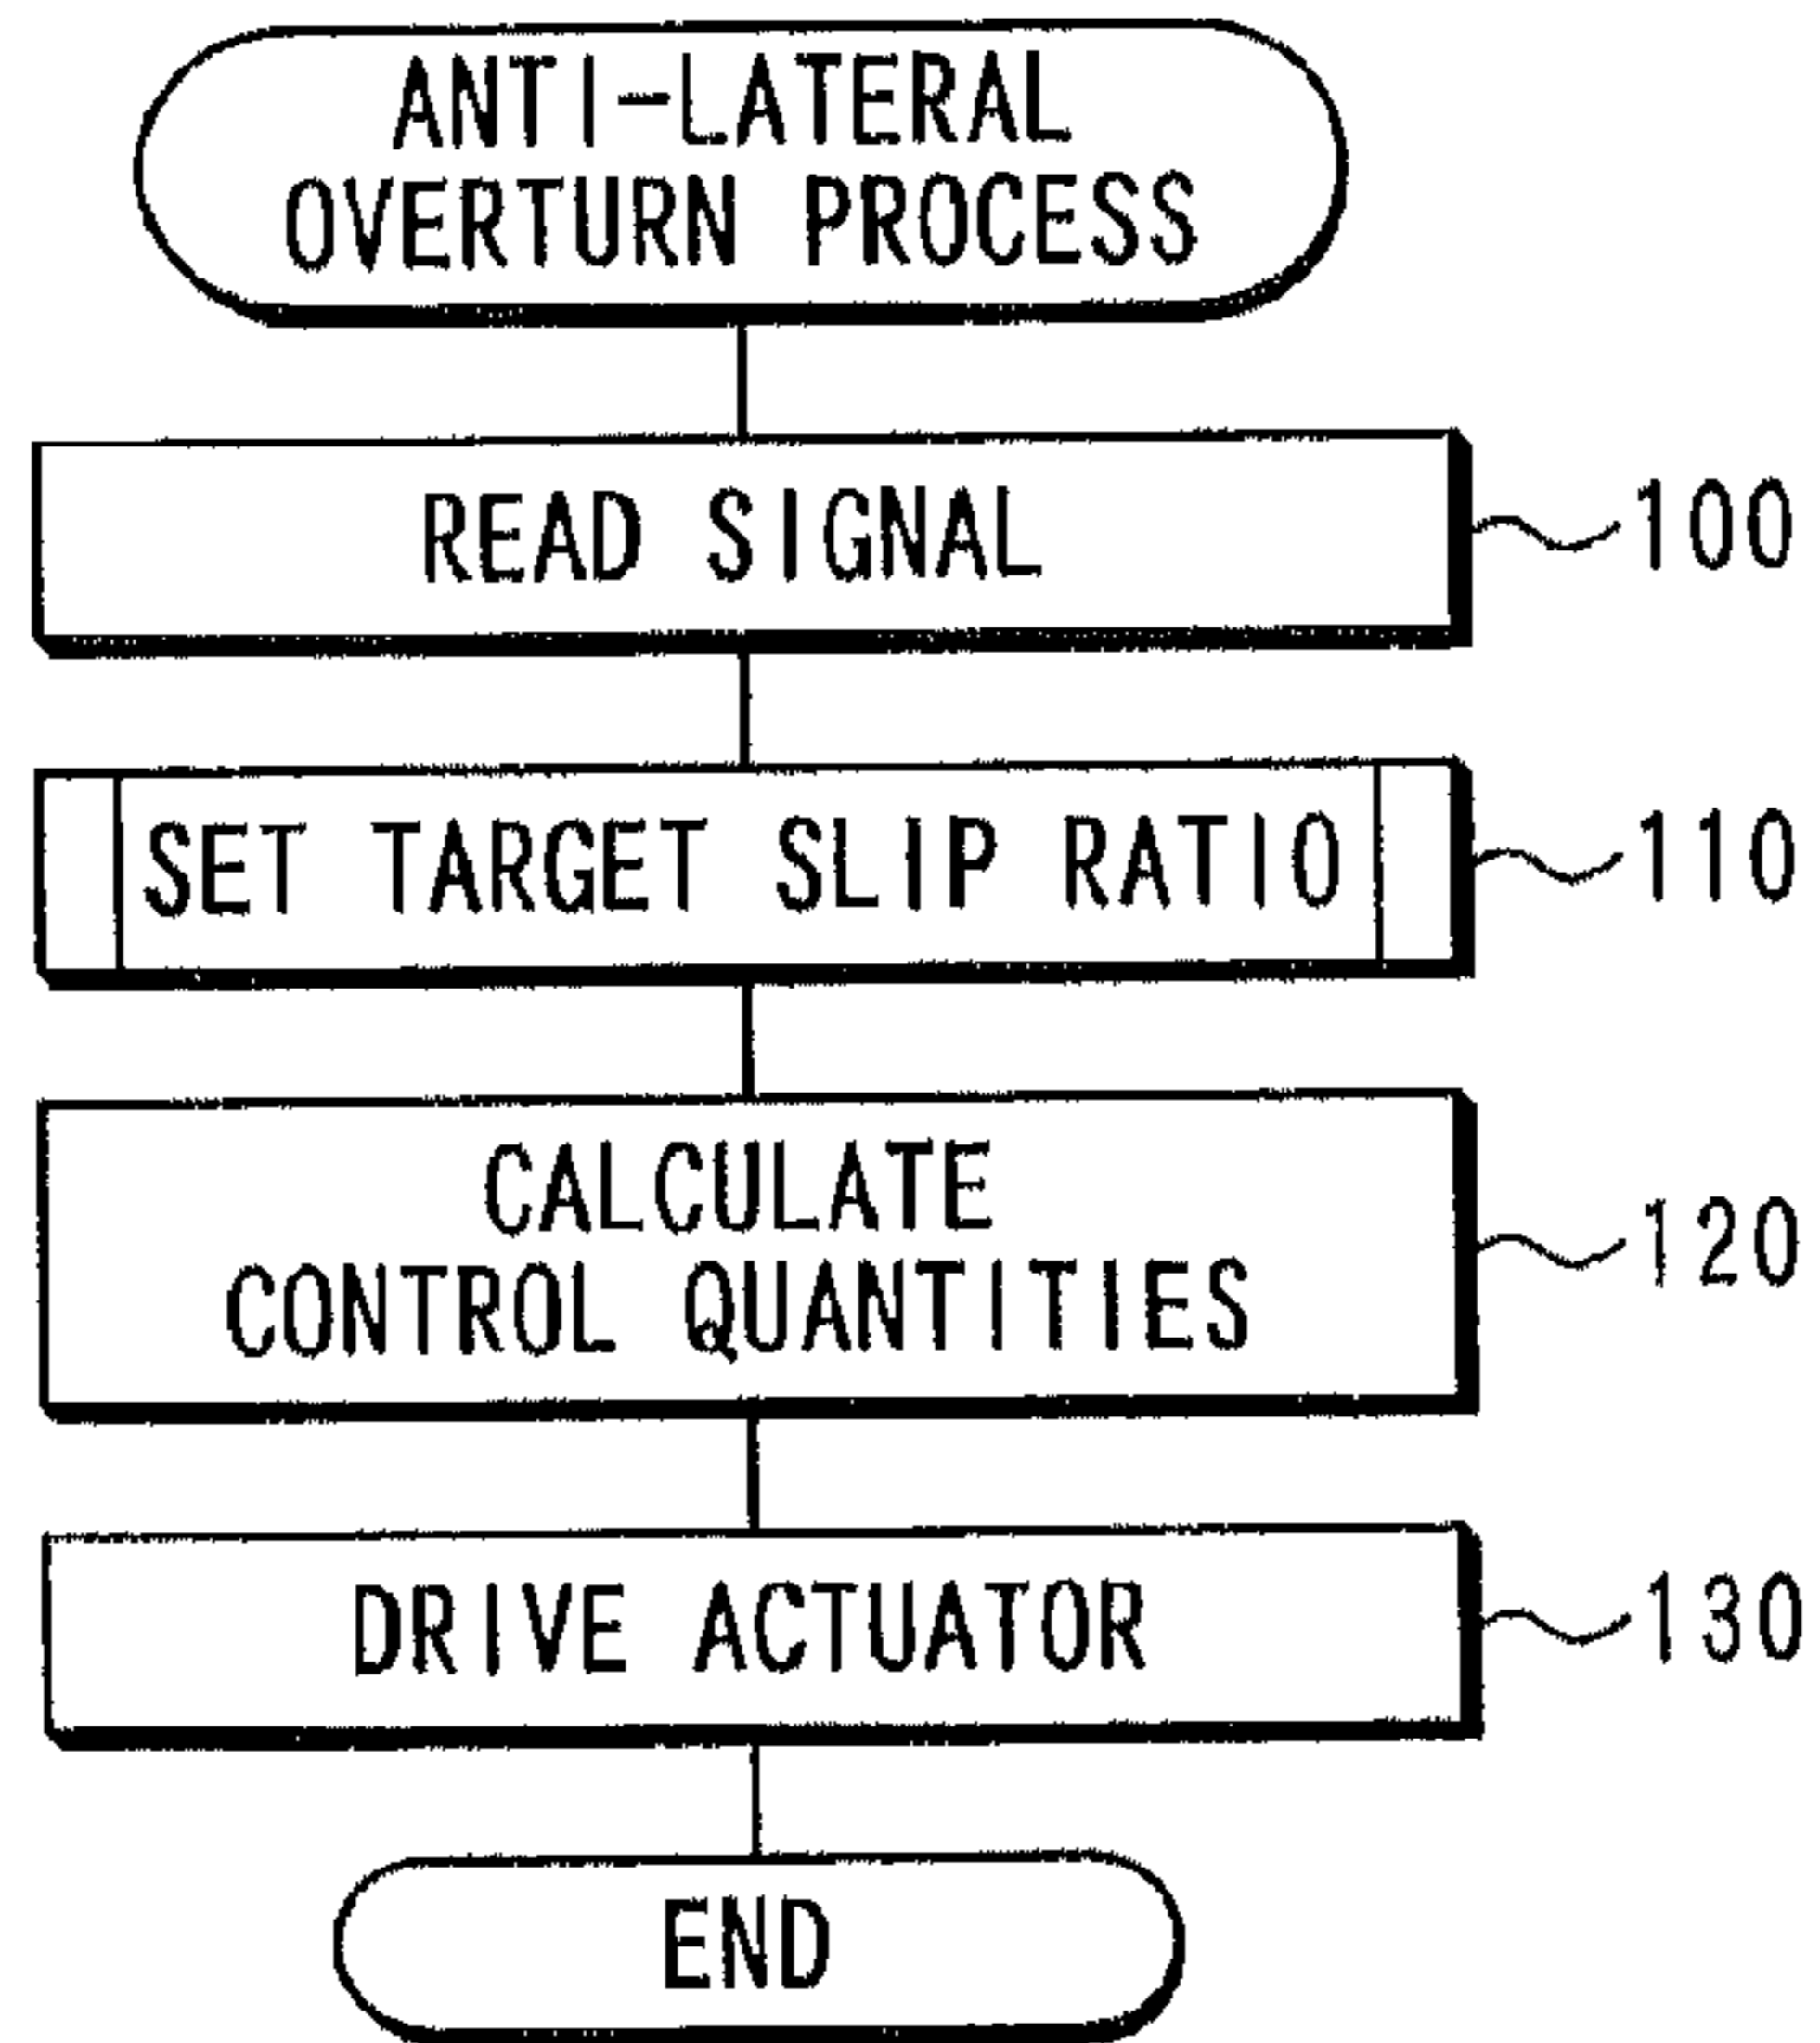 ANTI-LATERAL
OVERTURN PROCESS
READ SIGNAL
100
SET TARGET SLIP RATIO
110
CALCULATE
CONTROL QUANTITIES
120
DRIVE ACTUATOR
130
END